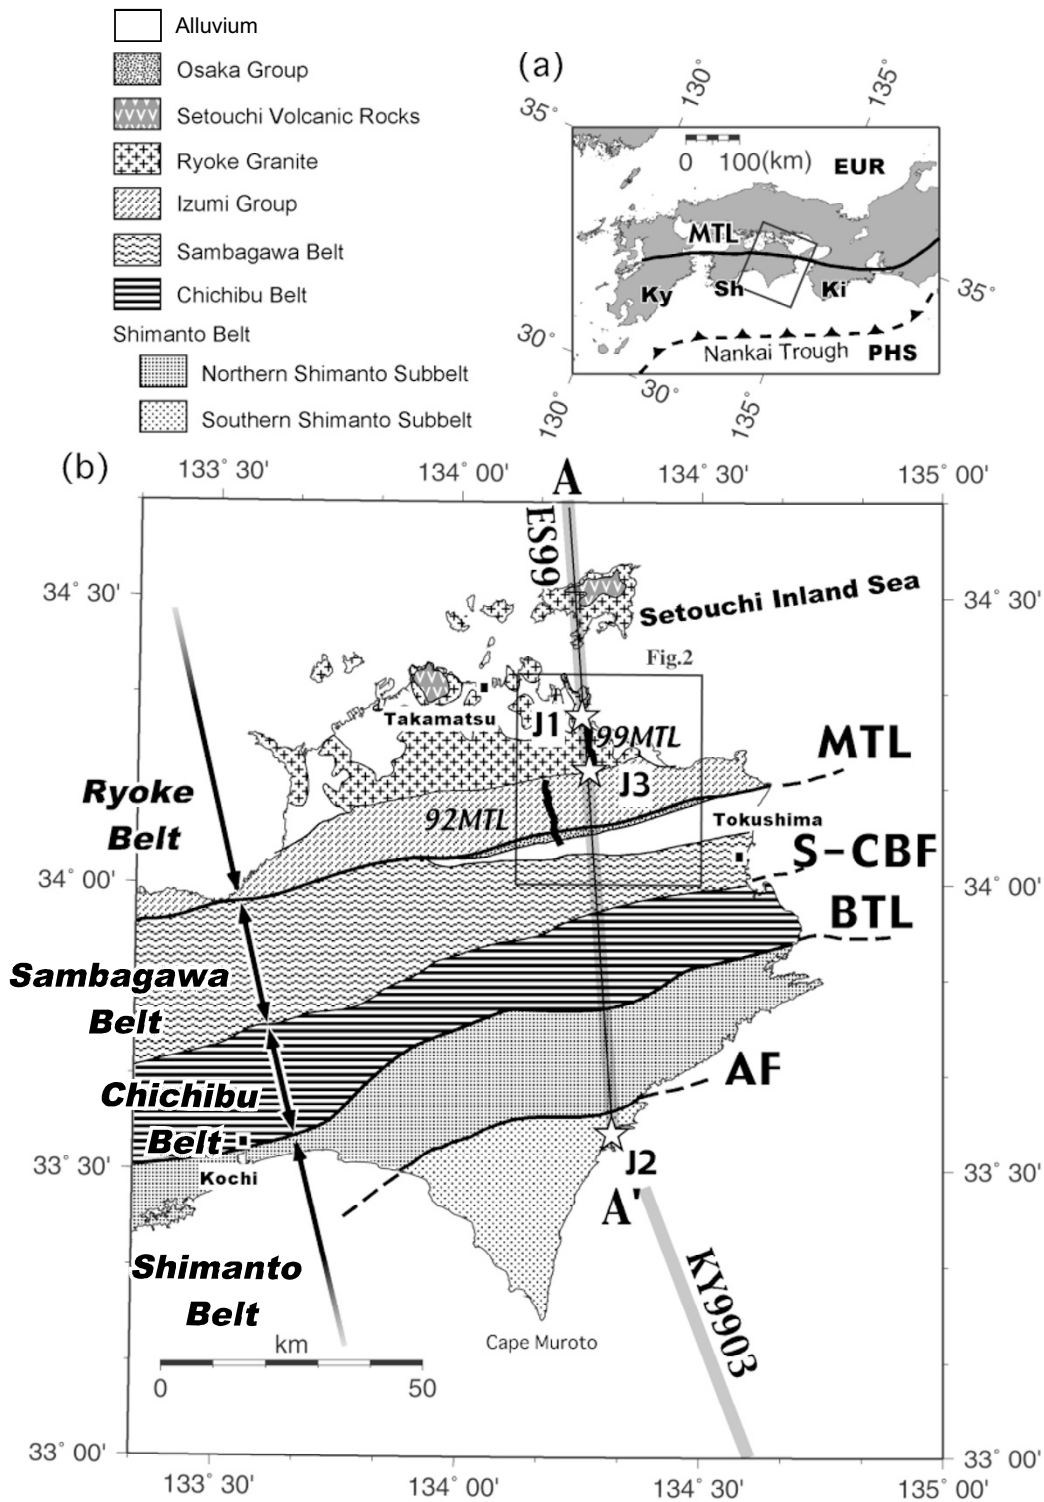 Alluvium
Osaka Group
Setouchi Volcanic Rocks
Ryoke Granite
Izumi Group
Sambagawa Belt
Chichibu Belt
Shimanto Belt
Northern Shimanto Subbelt
Southern Shimanto Subbelt
(a)
130°
135°
35°
0 100(km)
EUR
MTL
Ky
Sh
Ki
35°
30°
Nankai Trough
PHS
30°
130°
135°
(b)
133° 30'
134° 00'
A
134° 30'
135° 00'
ES99
34° 30'
34° 30'
Setouchi Inland Sea
Fig.2
Takamatsu
J1
99MTL
MTL
J3
Ryoke
Belt
92MTL
Tokushima
S-CBF
34° 00'
34° 00'
BTL
Sambagawa
Belt
AF
Chichibu
Belt
33° 30'
Kochi
J2
33° 30'
A'
Shimanto
Belt
KY9903
Cape Muroto
km
0 50
33° 00'
33° 00'
133° 30'
134° 00'
134° 30'
135° 00'